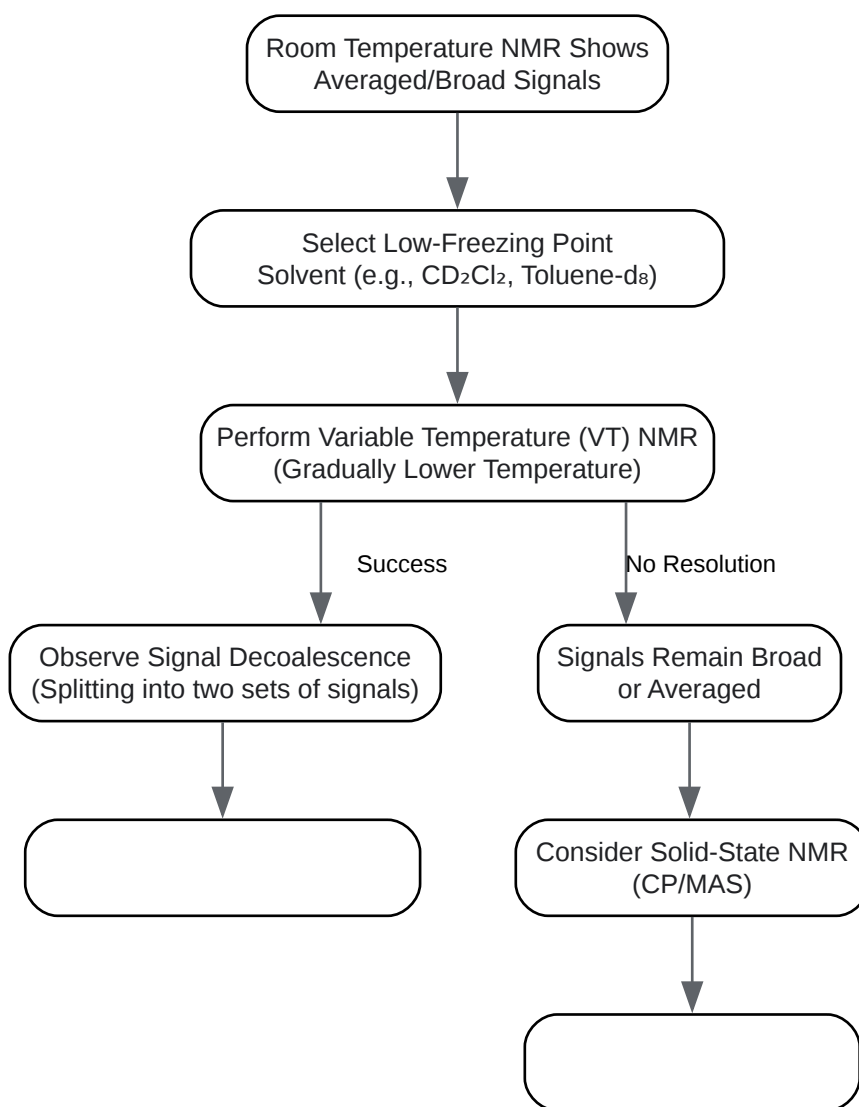 Room Temperature NMR Shows
Averaged/Broad Signals
Select Low-Freezing Point
Solvent (e.g., CD₂Cl₂, Toluene-d₈)
Perform Variable Temperature (VT) NMR
(Gradually Lower Temperature)
Success
No Resolution
Observe Signal Decoalescence
(Splitting into two sets of signals)
Signals Remain Broad
or Averaged
Consider Solid-State NMR
(CP/MAS)